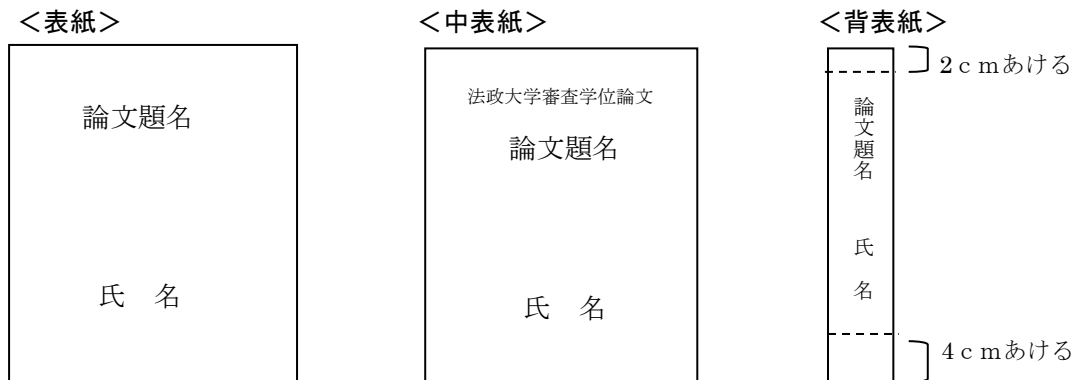 ＜表紙＞
論文題名
氏　名
＜中表紙＞
法政大学審査学位論文
論文題名
氏　名
＜背表紙＞
2ｃｍあける
論文題名
氏　名
4ｃｍあける